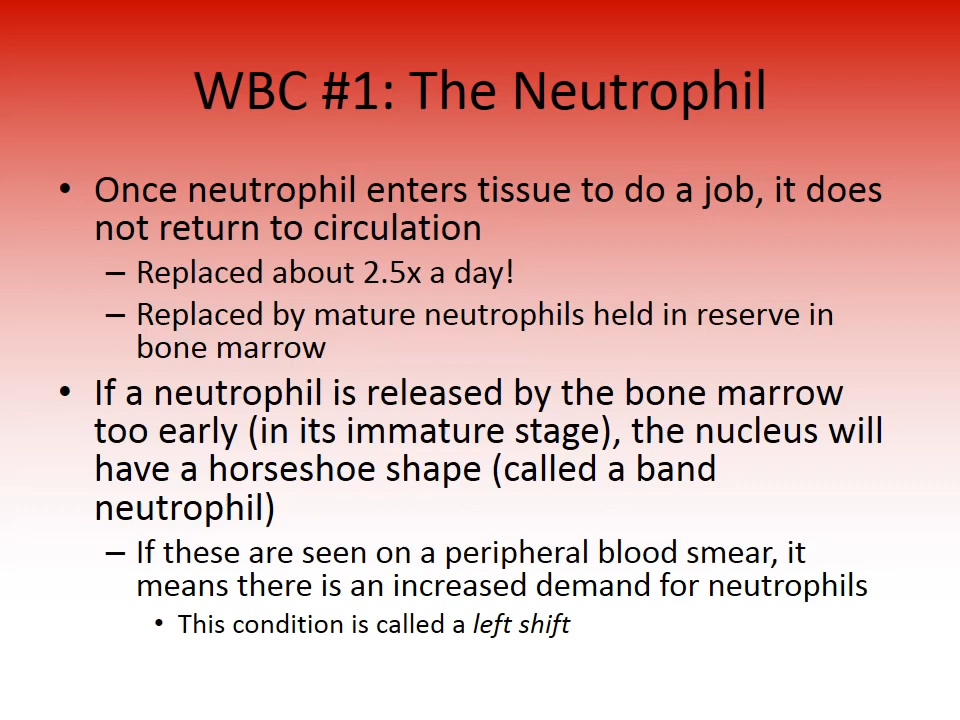 WBC #1: The Neutrophil
• Once neutrophil enters tissue to do a job, it does
not return to circulation
– Replaced about 2.5x a day!
– Replaced by mature neutrophils held in reserve in
bone marrow
• If a neutrophil is released by the bone marrow
too early (in its immature stage), the nucleus will
have a horseshoe shape (called a band
neutrophil)
– If these are seen on a peripheral blood smear, it
means there is an increased demand for neutrophils
• This condition is called a left shift